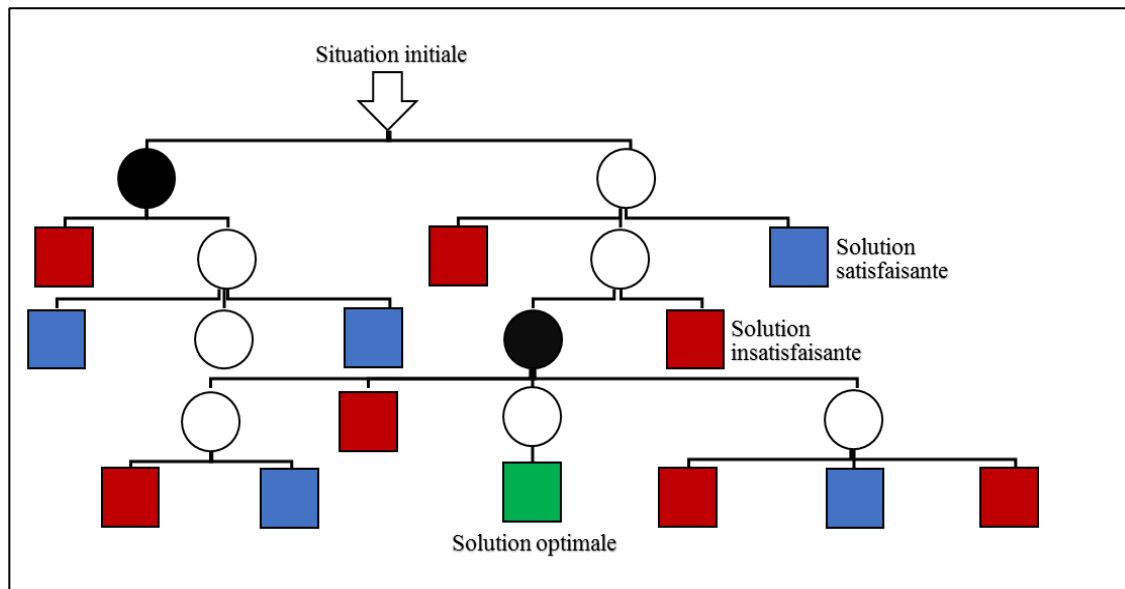 Situation initiale
Solution
satisfaisante
Solution
insatisfaisante
Solution optimale